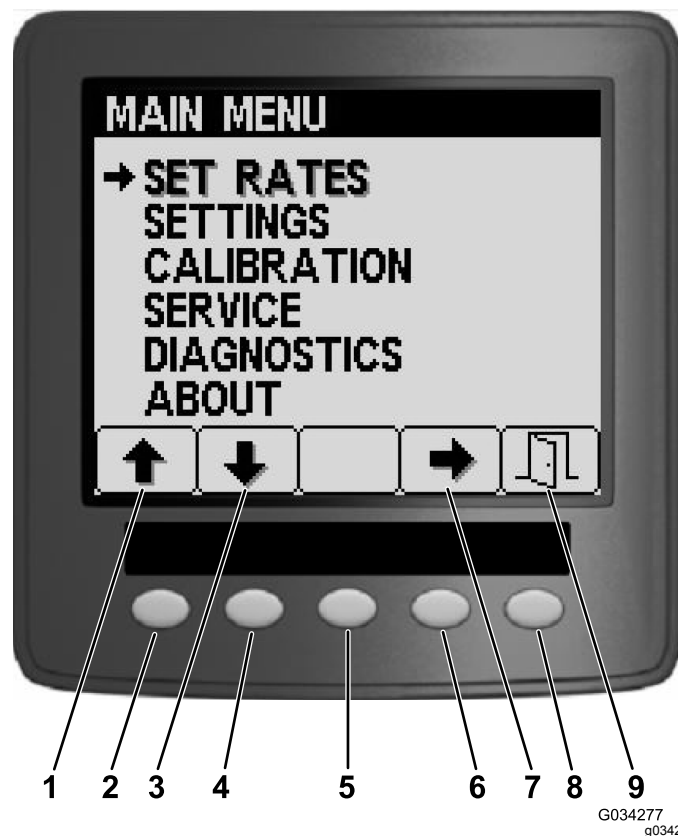 MAIN MENU
SET RATES
SETTINGS
CALIBRATION
SERVICE
DIAGNOSTICS
ABOUT
1 2 3 4 5 6 7 8 9
G034277
g0342